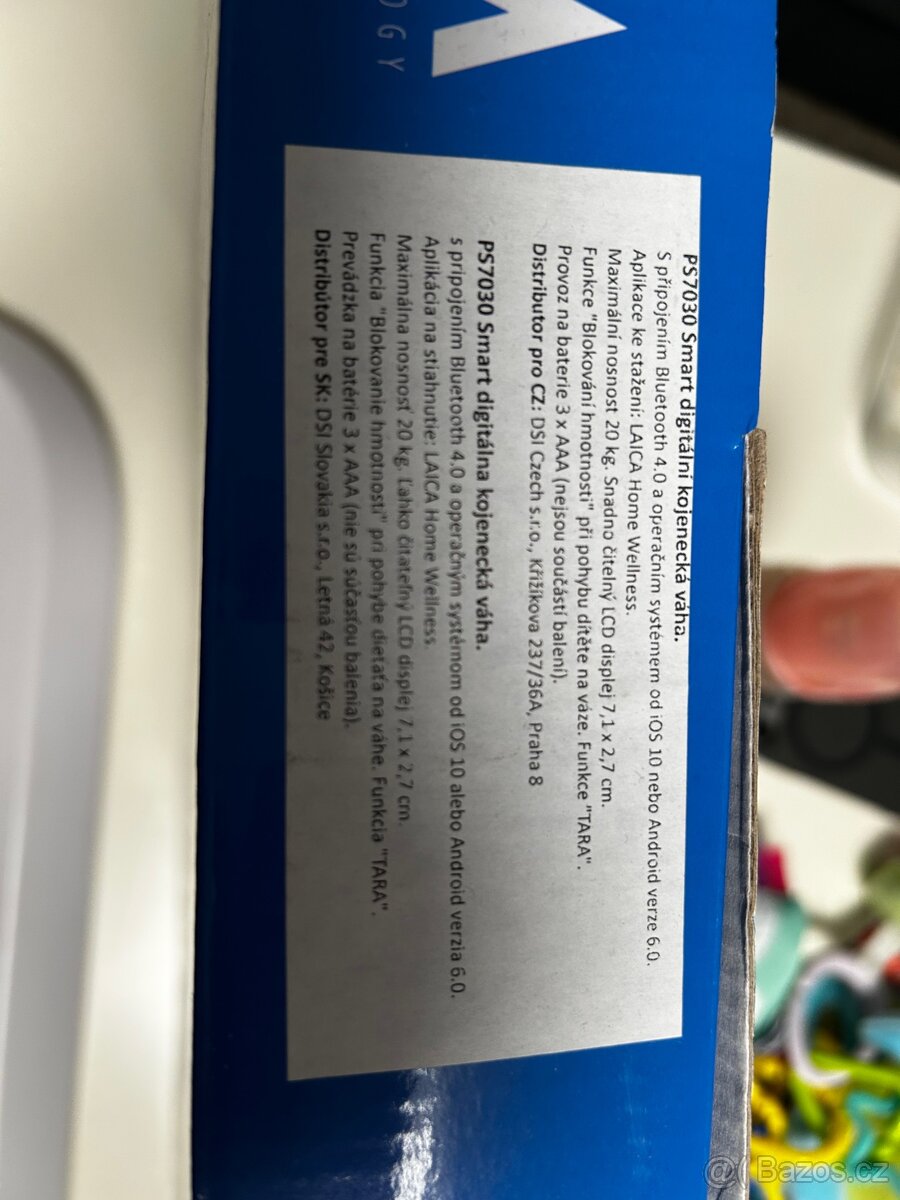 OGY
PS7030 Smart digitální kojenecká váha.
S připojením Bluetooth 4.0 a operačním systémem od iOS 10 nebo Android verze 6.0.
Aplikace ke stažení: LAICA Home Wellness.
Maximální nosnost 20 kg. Snadno čitelný LCD displej 7,1 x 2,7 cm.
Funkce "Blokování hmotnosti" při pohybu dítěte na váze. Funkce "TARA".
Provoz na baterie 3 x AAA (nejsou součástí balení).
Distributor pro CZ: DSI Czech s.r.o., Křižíkova 237/36A, Praha 8
PS7030 Smart digitálna kojenecká váha.
s pripojením Bluetooth 4.0 a operačným systémom od iOS 10 alebo Android verzia 6.0.
Aplikácia na stiahnutie: LAICA Home Wellness
Maximálna nosnosť 20 kg. Ľahko čitateľný LCD displej 7,1 x 2,7 cm.
Funkcia "Blokovanie hmotnosti" pri pohybe dieťaťa na váhe. Funkcia "TARA".
Prevádzka na batérie 3 x AAA (nie sú súčasťou balenia).
Distribútor pre SK: DSI Slovakia s.r.o., Letná 42, Košice
@ Bazos.cz